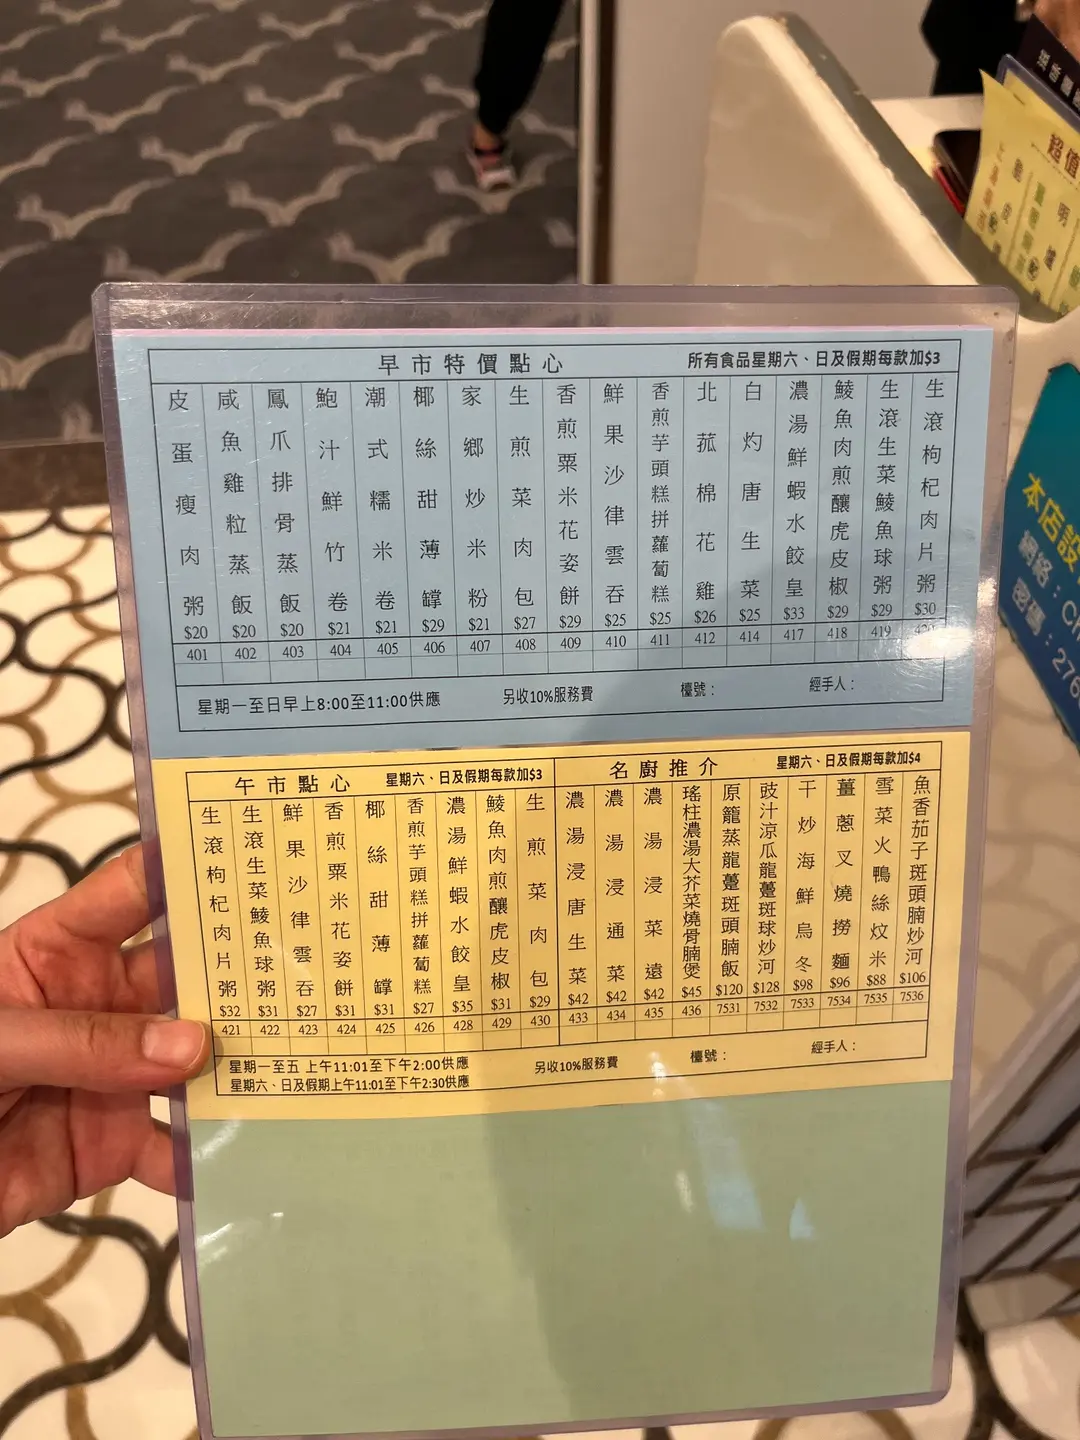 早市特價點心 所有食品星期六、日及假期每款加$3
皮蛋瘦肉粥 $20 401
咸魚雞粒蒸飯 $20 402
鳳爪排骨蒸飯 $20 403
鮑汁鮮竹卷 $21 404
潮式糯米卷 $21 405
椰絲甜薄罉 $29 406
家鄉炒米粉 $21 407
生煎菜肉包 $27 408
香煎粟米花姿餅 $29 409
鮮果沙律雲吞 $25 410
香煎芋頭糕拼蘿蔔糕 $25 411
北菰棉花雞 $26 412
白灼唐生菜 $25 414
濃湯鮮蝦水餃皇 $33 417
鯪魚肉煎釀虎皮椒 $29 418
生滾生菜鯪魚球粥 $29 419
生滾枸杞肉片粥 $30 420
星期一至日早上8:00至11:00供應 另收10%服務費 檯號： 經手人：
午市點心 星期六、日及假期每款加$3
生滾枸杞肉片粥 $32 421
生滾生菜鯪魚球粥 $31 422
鮮果沙律雲吞 $27 423
香煎粟米花姿餅 $31 424
椰絲甜薄罉 $31 425
香煎芋頭糕拼蘿蔔糕 $27 426
濃湯鮮蝦水餃皇 $35 428
鯪魚肉煎釀虎皮椒 $31 429
生煎菜肉包 $29 430
名廚推介 星期六、日及假期每款加$4
濃湯浸唐生菜 $42 433
濃湯浸通菜 $42 434
濃湯浸菜遠 $42 435
瑤柱濃湯大芥菜燒骨腩煲 $45 436
原籠蒸龍躉斑頭腩飯 $120 7531
豉汁涼瓜龍躉斑球炒河 $128 7532
干炒海鮮烏冬 $98 7533
薑蔥叉燒撈麵 $96 7534
雪菜火鴨絲炆米 $88 7535
魚香茄子斑頭腩炒河 $106 7536
星期一至五 上午11:01至下午2:00供應
星期六、日及假期上午11:01至下午2:30供應
另收10%服務費 檯號： 經手人：
超值
本店設
網絡：C
密碼：276